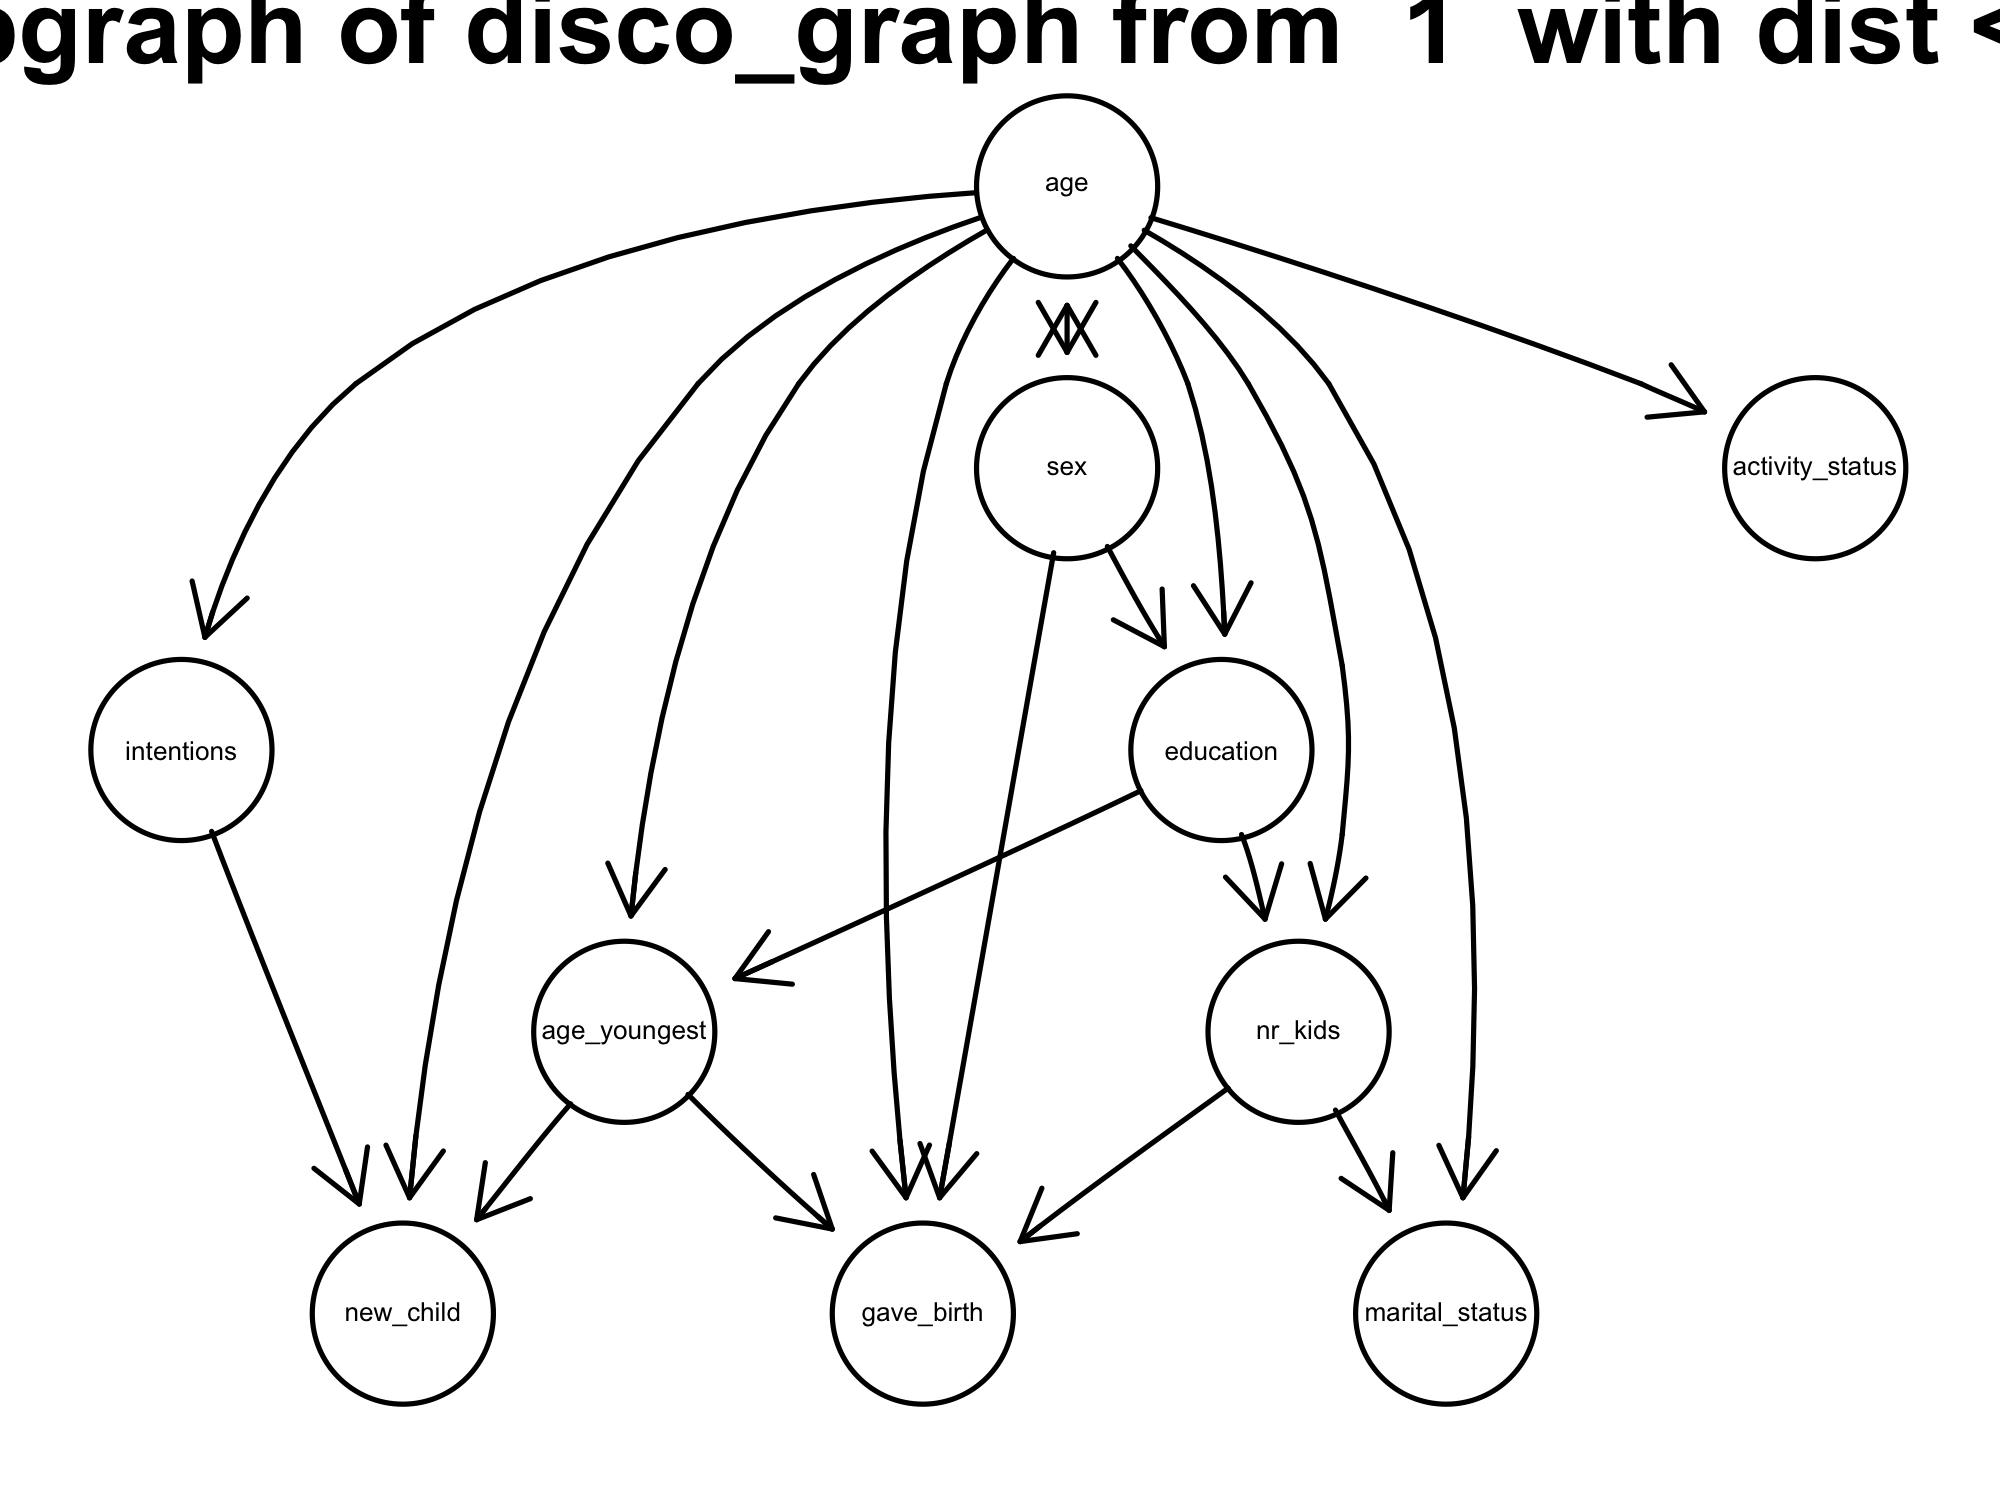 graph of disco_graph from 1 with dist <
age
sex
activity_status
intentions
education
age_youngest
nr_kids
new_child
gave_birth
marital_status